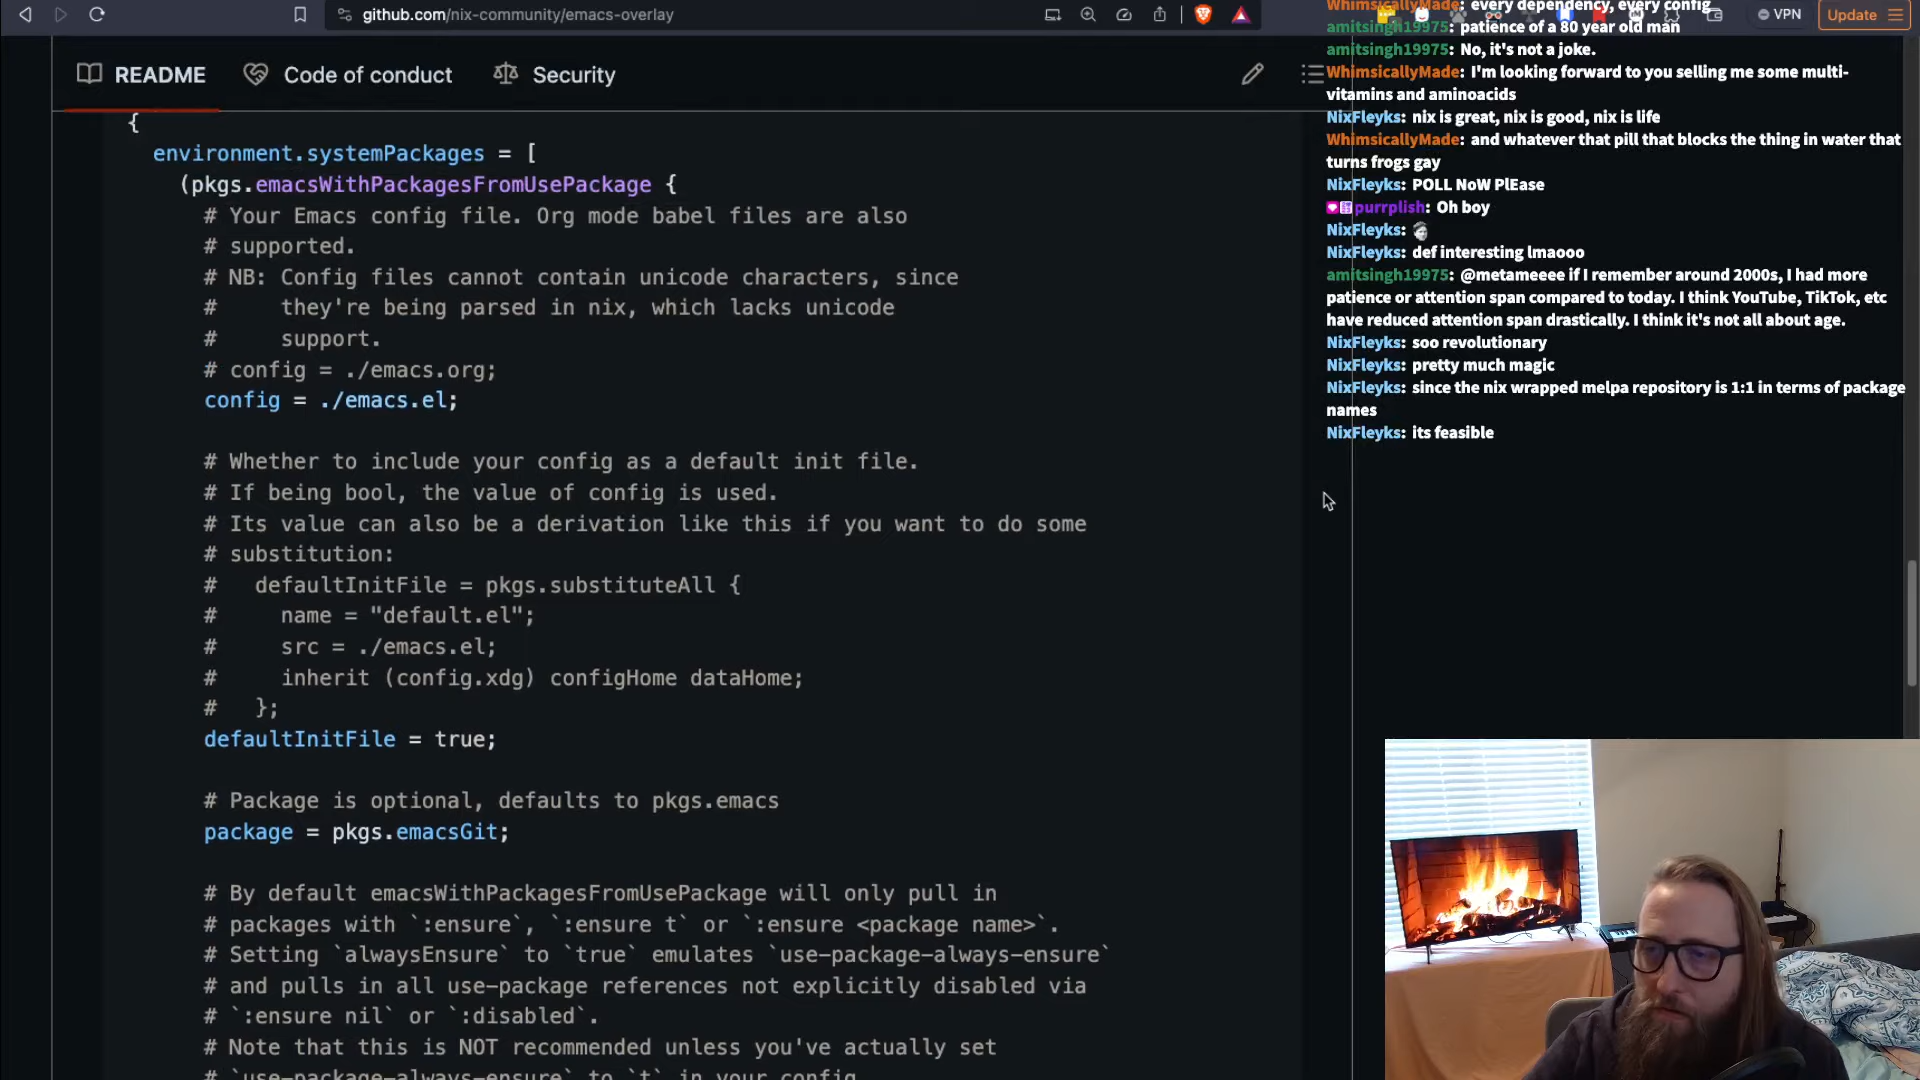 github.com/nix-community/emacs-overlay
VPN
Update
README
Code of conduct
Security
{
environment.systemPackages = [
(pkgs.emacsWithPackagesFromUsePackage {
# Your Emacs config file. Org mode babel files are also
# supported.
# NB: Config files cannot contain unicode characters, since
#     they're being parsed in nix, which lacks unicode
#     support.
# config = ./emacs.org;
config = ./emacs.el;
# Whether to include your config as a default init file.
# If being bool, the value of config is used.
# Its value can also be a derivation like this if you want to do some
# substitution:
#   defaultInitFile = pkgs.substituteAll {
#     name = "default.el";
#     src = ./emacs.el;
#     inherit (config.xdg) configHome dataHome;
#   };
defaultInitFile = true;
# Package is optional, defaults to pkgs.emacs
package = pkgs.emacsGit;
# By default emacsWithPackagesFromUsePackage will only pull in
# packages with `:ensure`, `:ensure t` or `:ensure <package name>`.
# Setting `alwaysEnsure` to `true` emulates `use-package-always-ensure`
# and pulls in all use-package references not explicitly disabled via
# `:ensure nil` or `:disabled`.
# Note that this is NOT recommended unless you've actually set
# `use-package-always-ensure` to `t` in your config.
WhimsicallyMade: every dependency, every config
amitsingh19975: patience of a 80 year old man
amitsingh19975: No, it's not a joke.
WhimsicallyMade: I'm looking forward to you selling me some multi-
vitamins and aminoacids
NixFleyks: nix is great, nix is good, nix is life
WhimsicallyMade: and whatever that pill that blocks the thing in water that
turns frogs gay
NixFleyks: POLL NoW PlEase
purrplish: Oh boy
NixFleyks:
NixFleyks: def interesting lmaooo
amitsingh19975: @metameeee if I remember around 2000s, I had more
patience or attention span compared to today. I think YouTube, TikTok, etc
have reduced attention span drastically. I think it's not all about age.
NixFleyks: soo revolutionary
NixFleyks: pretty much magic
NixFleyks: since the nix wrapped melpa repository is 1:1 in terms of package
names
NixFleyks: its feasible